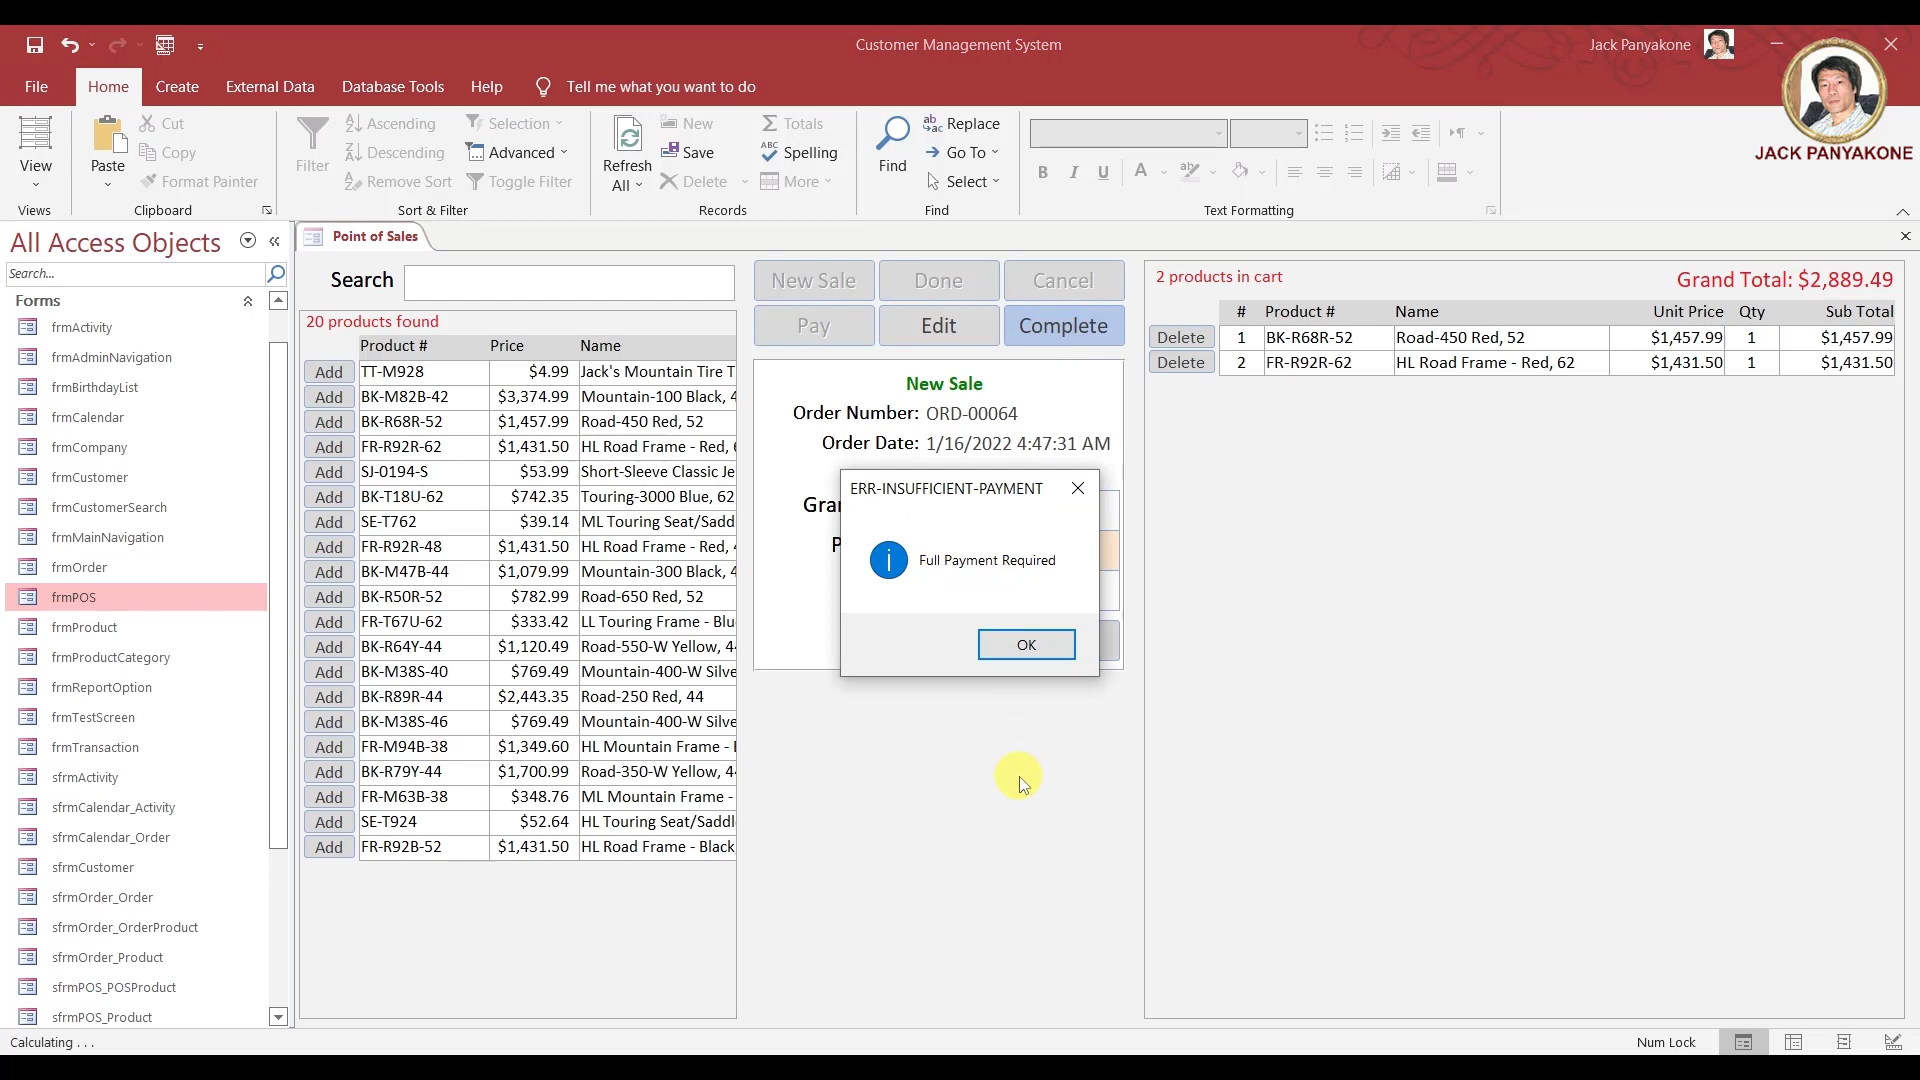 Customer Management System
Jack Panyakone
File Home Create External Data Database Tools Help Tell me what you want to do
JACK PANYAKONE
View
Views
Paste
Cut
Copy
Format Painter
Clipboard
Filter
Ascending
Descending
Remove Sort
Selection
Advanced
Toggle Filter
Sort & Filter
Refresh
All
New
Save
Delete
Totals
Spelling
More
Records
Find
Replace
Go To
Select
Find
B I U A
Text Formatting
All Access Objects
Search...
Forms
frmActivity
frmAdminNavigation
frmBirthdayList
frmCalendar
frmCompany
frmCustomer
frmCustomerSearch
frmMainNavigation
frmOrder
frmPOS
frmProduct
frmProductCategory
frmReportOption
frmTestScreen
frmTransaction
sfrmActivity
sfrmCalendar_Activity
sfrmCalendar_Order
sfrmCustomer
sfrmOrder_Order
sfrmOrder_OrderProduct
sfrmOrder_Product
sfrmPOS_POSProduct
sfrmPOS_Product
Point of Sales
Search
20 products found
Product # Price Name
Add TT-M928 $4.99 Jack's Mountain Tire T
Add BK-M82B-42 $3,374.99 Mountain-100 Black, 4
Add BK-R68R-52 $1,457.99 Road-450 Red, 52
Add FR-R92R-62 $1,431.50 HL Road Frame - Red, 6
Add SJ-0194-S $53.99 Short-Sleeve Classic Je
Add BK-T18U-62 $742.35 Touring-3000 Blue, 62
Add SE-T762 $39.14 ML Touring Seat/Sadd
Add FR-R92R-48 $1,431.50 HL Road Frame - Red, 4
Add BK-M47B-44 $1,079.99 Mountain-300 Black, 4
Add BK-R50R-52 $782.99 Road-650 Red, 52
Add FR-T67U-62 $333.42 LL Touring Frame - Blu
Add BK-R64Y-44 $1,120.49 Road-550-W Yellow, 4
Add BK-M38S-40 $769.49 Mountain-400-W Silve
Add BK-R89R-44 $2,443.35 Road-250 Red, 44
Add BK-M38S-46 $769.49 Mountain-400-W Silve
Add FR-M94B-38 $1,349.60 HL Mountain Frame -
Add BK-R79Y-44 $1,700.99 Road-350-W Yellow, 4
Add FR-M63B-38 $348.76 ML Mountain Frame -
Add SE-T924 $52.64 HL Touring Seat/Saddl
Add FR-R92B-52 $1,431.50 HL Road Frame - Black
New Sale Done Cancel
Pay Edit Complete
New Sale
Order Number: ORD-00064
Order Date: 1/16/2022 4:47:31 AM
Gra
P
ERR-INSUFFICIENT-PAYMENT
Full Payment Required
OK
2 products in cart Grand Total: $2,889.49
# Product # Name Unit Price Qty Sub Total
Delete 1 BK-R68R-52 Road-450 Red, 52 $1,457.99 1 $1,457.99
Delete 2 FR-R92R-62 HL Road Frame - Red, 62 $1,431.50 1 $1,431.50
Calculating . . .
Num Lock